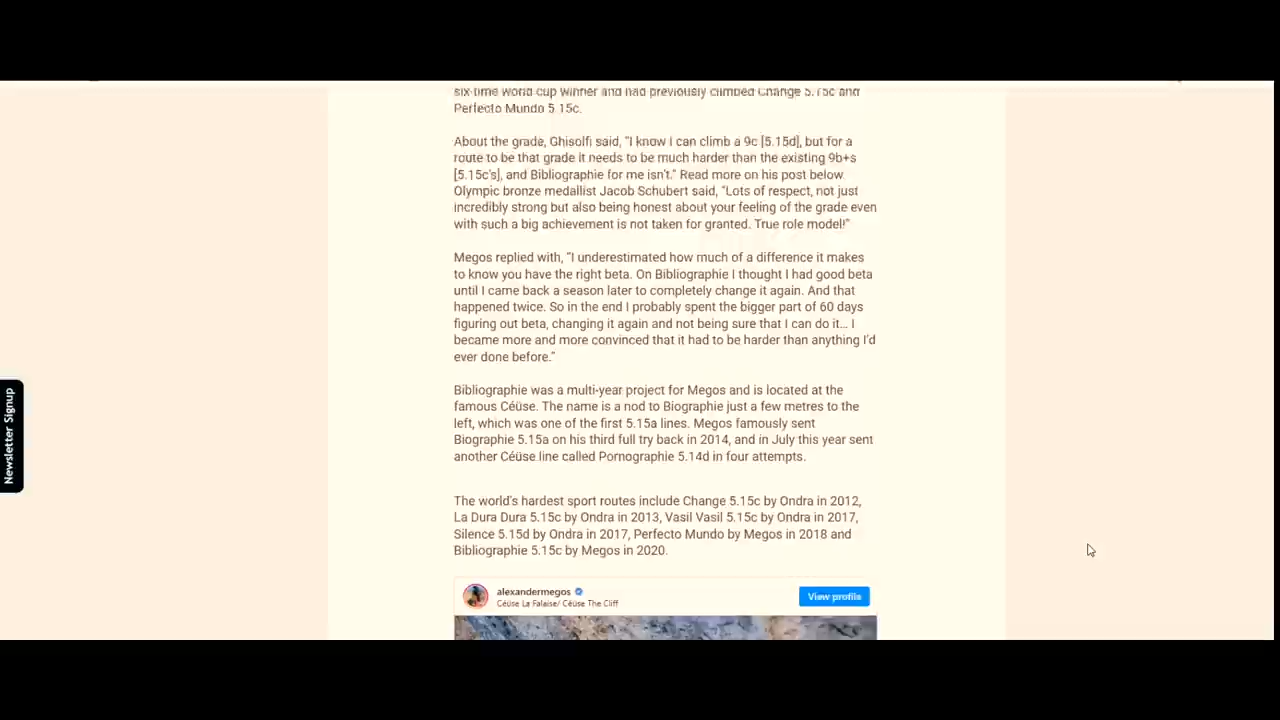 six-time world cup winner and had previously climbed Change 5.15c and
Perfecto Mundo 5.15c.
About the grade, Ghisolfi said, “I know I can climb a 9c [5.15d], but for a
route to be that grade it needs to be much harder than the existing 9b+s
[5.15c's], and Bibliographie for me isn't.” Read more on his post below.
Olympic bronze medallist Jacob Schubert said, “Lots of respect, not just
incredibly strong but also being honest about your feeling of the grade even
with such a big achievement is not taken for granted. True role model!”
Megos replied with, “I underestimated how much of a difference it makes
to know you have the right beta. On Bibliographie I thought I had good beta
until I came back a season later to completely change it again. And that
happened twice. So in the end I probably spent the bigger part of 60 days
figuring out beta, changing it again and not being sure that I can do it… I
became more and more convinced that it had to be harder than anything I'd
ever done before.”
Bibliographie was a multi-year project for Megos and is located at the
famous Céüse. The name is a nod to Biographie just a few metres to the
left, which was one of the first 5.15a lines. Megos famously sent
Biographie 5.15a on his third full try back in 2014, and in July this year sent
another Céüse line called Pornographie 5.14d in four attempts.
The world's hardest sport routes include Change 5.15c by Ondra in 2012,
La Dura Dura 5.15c by Ondra in 2013, Vasil Vasil 5.15c by Ondra in 2017,
Silence 5.15d by Ondra in 2017, Perfecto Mundo by Megos in 2018 and
Bibliographie 5.15c by Megos in 2020.
alexandermegos
View profile
Céüse La Falaise/ Céüse The Cliff
Newsletter Signup